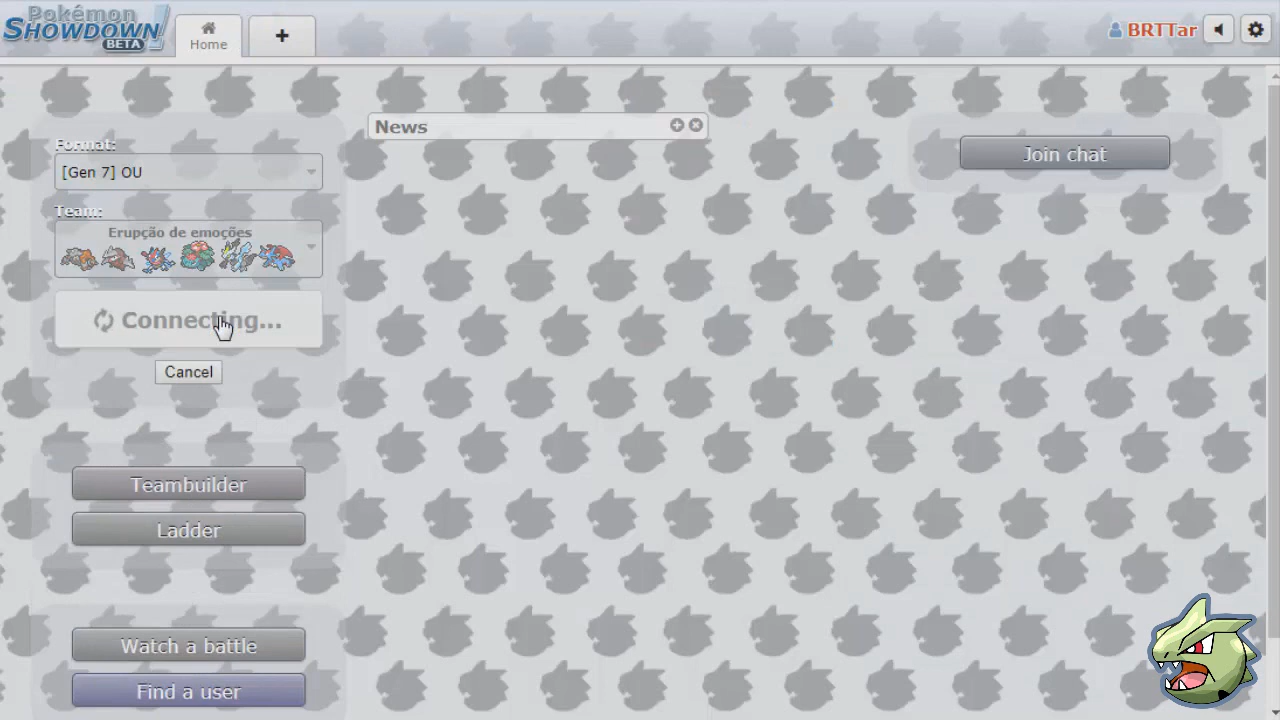 Pokémon
SHOWDOWN!
BETA
Home
+
BRTTar
Format:
[Gen 7] OU
Team:
Erupção de emoções
Connecting...
Cancel
Teambuilder
Ladder
Watch a battle
Find a user
News
Join chat